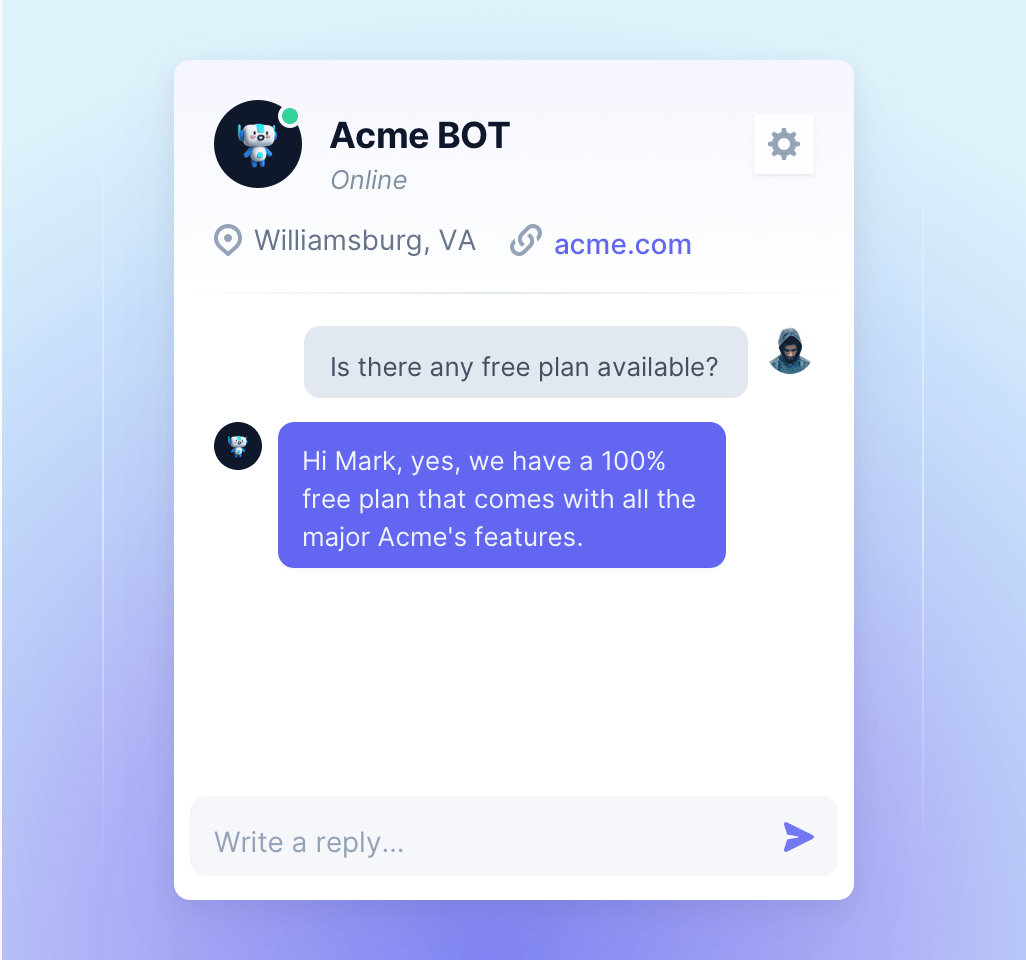 Acme BOT
Online
Williamsburg, VA
acme.com
Is there any free plan available?
Hi Mark, yes, we have a 100%
free plan that comes with all the
major Acme's features.
Write a reply...